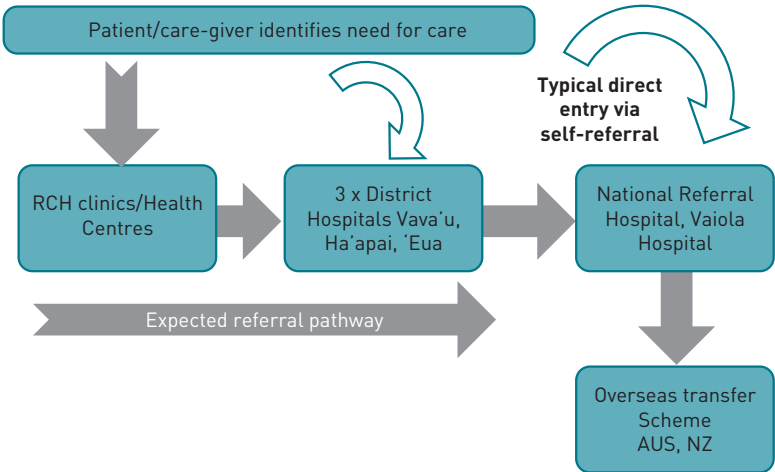 Patient/care-giver identifies need for care
Typical direct
entry via
self-referral
RCH clinics/Health
Centres
3 x District
Hospitals Vava'u,
Ha'apai, 'Eua
National Referral
Hospital, Vaiola
Hospital
Expected referral pathway
Overseas transfer
Scheme
AUS, NZ